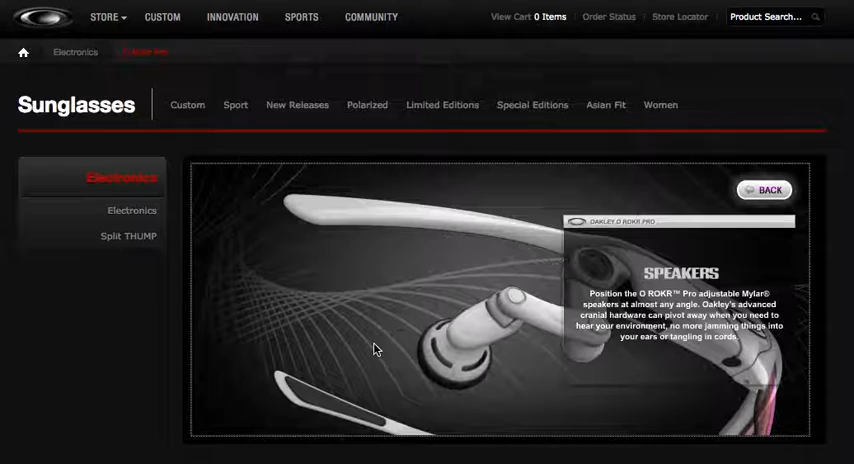 STORE CUSTOM INNOVATION SPORTS COMMUNITY View Cart 0 Items Order Status Store Locator Product Search...
Electronics O Rokr Pro
Sunglasses Custom Sport New Releases Polarized Limited Editions Special Editions Asian Fit Women
Electronics
Electronics
Split THUMP
BACK
OAKLEY O ROKR PRO
SPEAKERS
Position the O ROKR™ Pro adjustable Mylar®
speakers at almost any angle. Oakley's advanced
cranial hardware can pivot away when you need to
hear your environment, no more jamming things into
your ears or tangling in cords.